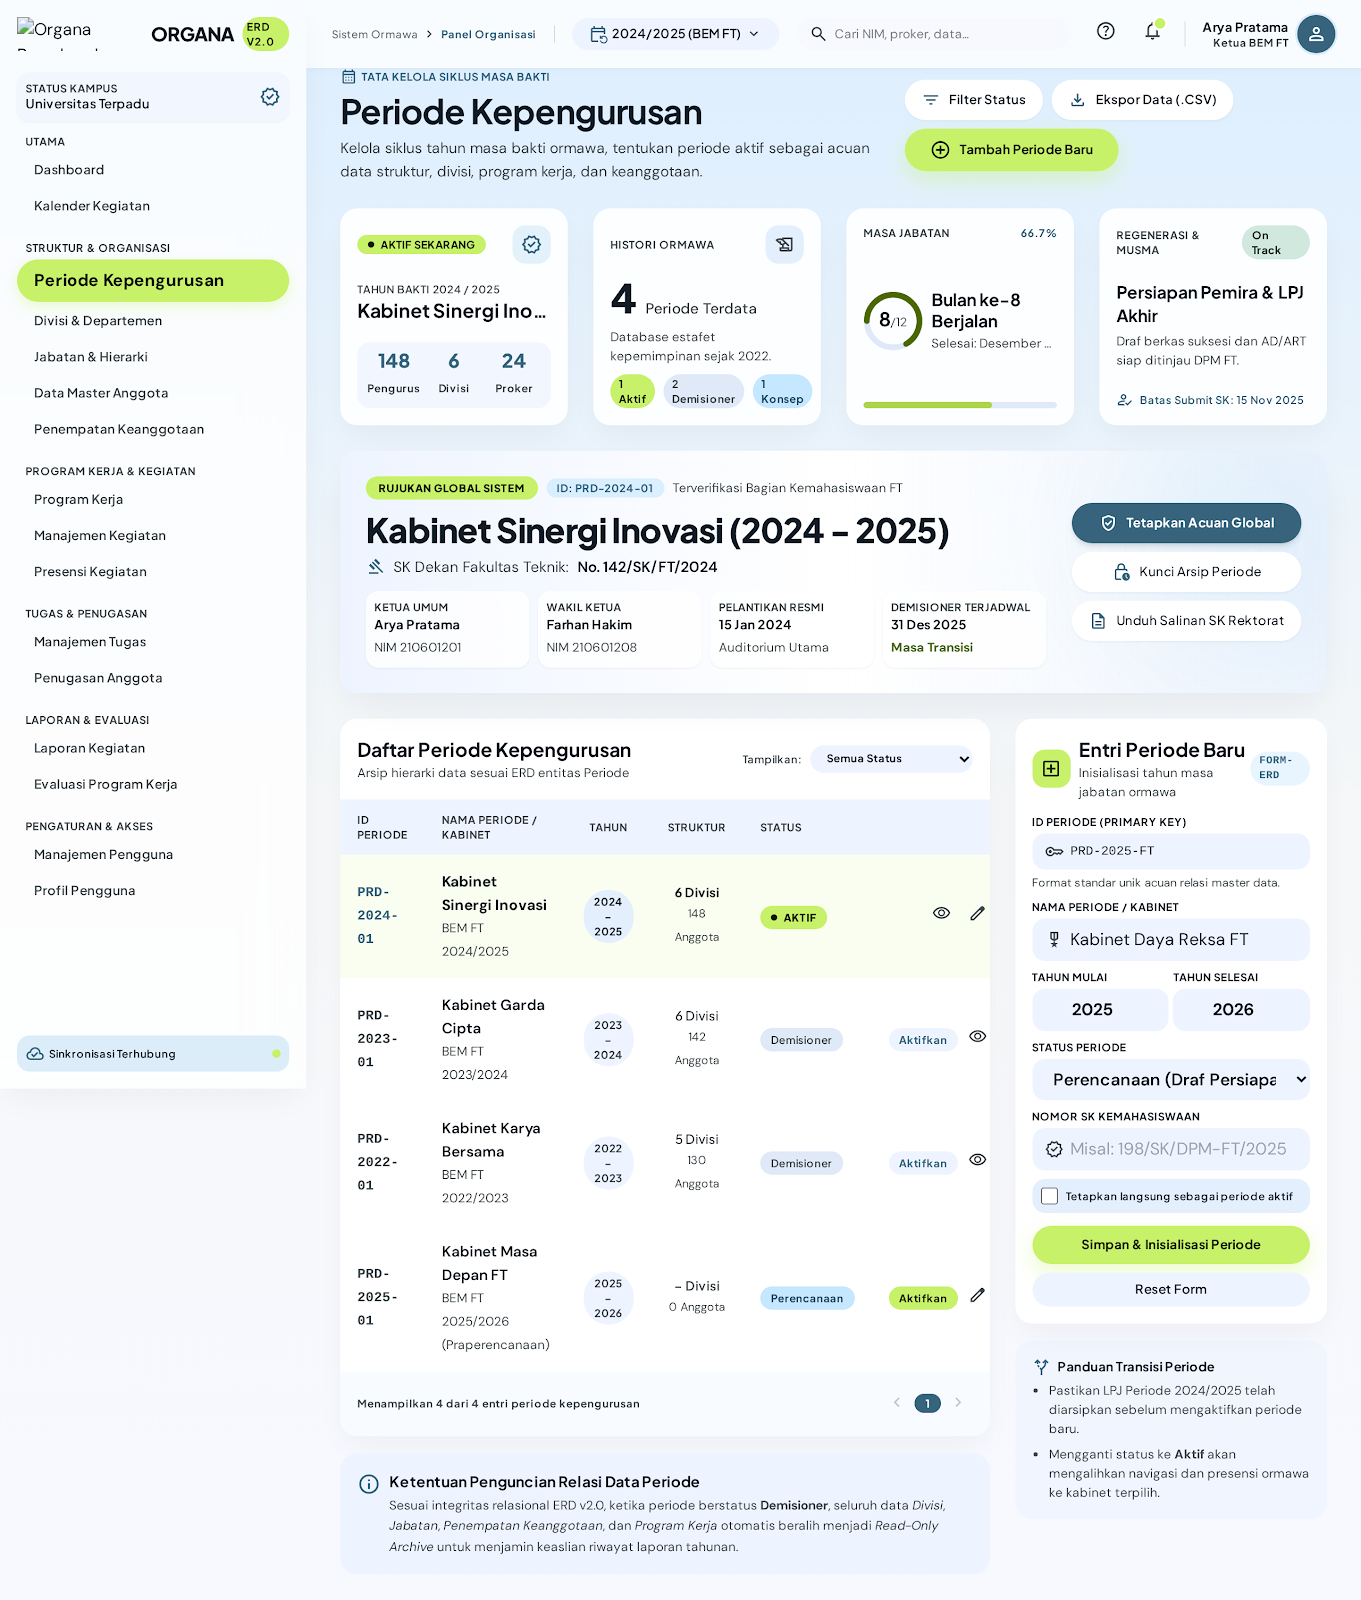 Organa
ORGANA
ERD
V2.0
STATUS KAMPUS
Universitas Terpadu
UTAMA
Dashboard
Kalender Kegiatan
STRUKTUR & ORGANISASI
Periode Kepengurusan
Divisi & Departemen
Jabatan & Hierarki
Data Master Anggota
Penempatan Keanggotaan
PROGRAM KERJA & KEGIATAN
Program Kerja
Manajemen Kegiatan
Presensi Kegiatan
TUGAS & PENUGASAN
Manajemen Tugas
Penugasan Anggota
LAPORAN & EVALUASI
Laporan Kegiatan
Evaluasi Program Kerja
PENGATURAN & AKSES
Manajemen Pengguna
Profil Pengguna
Sinkronisasi Terhubung
Sistem Ormawa
Panel Organisasi
2024/2025 (BEM FT)
Cari NIM, proker, data...
Arya Pratama
Ketua BEM FT
TATA KELOLA SIKLUS MASA BAKTI
Periode Kepengurusan
Kelola siklus tahun masa bakti ormawa, tentukan periode aktif sebagai acuan
data struktur, divisi, program kerja, dan keanggotaan.
Filter Status
Ekspor Data (.CSV)
Tambah Periode Baru
AKTIF SEKARANG
TAHUN BAKTI 2024 / 2025
Kabinet Sinergi Ino...
148
6
24
Pengurus
Divisi
Proker
HISTORI ORMAWA
4 Periode Terdata
Database estafet
kepemimpinan sejak 2022.
1
Aktif
2
Demisioner
1
Konsep
MASA JABATAN
66.7%
8/12
Bulan ke-8
Berjalan
Selesai: Desember ...
REGENERASI &
MUSMA
On
Track
Persiapan Pemira & LPJ
Akhir
Draf berkas suksesi dan AD/ART
siap ditinjau DPM FT.
Batas Submit SK: 15 Nov 2025
RUJUKAN GLOBAL SISTEM
ID: PRD-2024-01
Terverifikasi Bagian Kemahasiswaan FT
Kabinet Sinergi Inovasi (2024 – 2025)
SK Dekan Fakultas Teknik: No. 142/SK/FT/2024
KETUA UMUM
Arya Pratama
NIM 210601201
WAKIL KETUA
Farhan Hakim
NIM 210601208
PELANTIKAN RESMI
15 Jan 2024
Auditorium Utama
DEMISIONER TERJADWAL
31 Des 2025
Masa Transisi
Tetapkan Acuan Global
Kunci Arsip Periode
Unduh Salinan SK Rektorat
Daftar Periode Kepengurusan
Arsip hierarki data sesuai ERD entitas Periode
Tampilkan:
Semua Status
ID
PERIODE
NAMA PERIODE /
KABINET
TAHUN
STRUKTUR
STATUS
PRD-
2024-
01
Kabinet
Sinergi Inovasi
BEM FT
2024/2025
2024
–
2025
6 Divisi
148
Anggota
AKTIF
PRD-
2023-
01
Kabinet Garda
Cipta
BEM FT
2023/2024
2023
–
2024
6 Divisi
142
Anggota
Demisioner
Aktifkan
PRD-
2022-
01
Kabinet Karya
Bersama
BEM FT
2022/2023
2022
–
2023
5 Divisi
130
Anggota
Demisioner
Aktifkan
PRD-
2025-
01
Kabinet Masa
Depan FT
BEM FT
2025/2026
(Praperencanaan)
2025
–
2026
– Divisi
0 Anggota
Perencanaan
Aktifkan
Menampilkan 4 dari 4 entri periode kepengurusan
1
Ketentuan Penguncian Relasi Data Periode
Sesuai integritas relasional ERD v2.0, ketika periode berstatus Demisioner, seluruh data Divisi,
Jabatan, Penempatan Keanggotaan, dan Program Kerja otomatis beralih menjadi Read-Only
Archive untuk menjamin keaslian riwayat laporan tahunan.
Entri Periode Baru
Inisialisasi tahun masa
jabatan ormawa
FORM-
ERD
ID PERIODE (PRIMARY KEY)
PRD-2025-FT
Format standar unik acuan relasi master data.
NAMA PERIODE / KABINET
Kabinet Daya Reksa FT
TAHUN MULAI
TAHUN SELESAI
2025
2026
STATUS PERIODE
Perencanaan (Draf Persiapa
NOMOR SK KEMAHASISWAAN
Misal: 198/SK/DPM-FT/2025
Tetapkan langsung sebagai periode aktif
Simpan & Inisialisasi Periode
Reset Form
Panduan Transisi Periode
• Pastikan LPJ Periode 2024/2025 telah
diarsipkan sebelum mengaktifkan periode
baru.
• Mengganti status ke Aktif akan
mengalihkan navigasi dan presensi ormawa
ke kabinet terpilih.